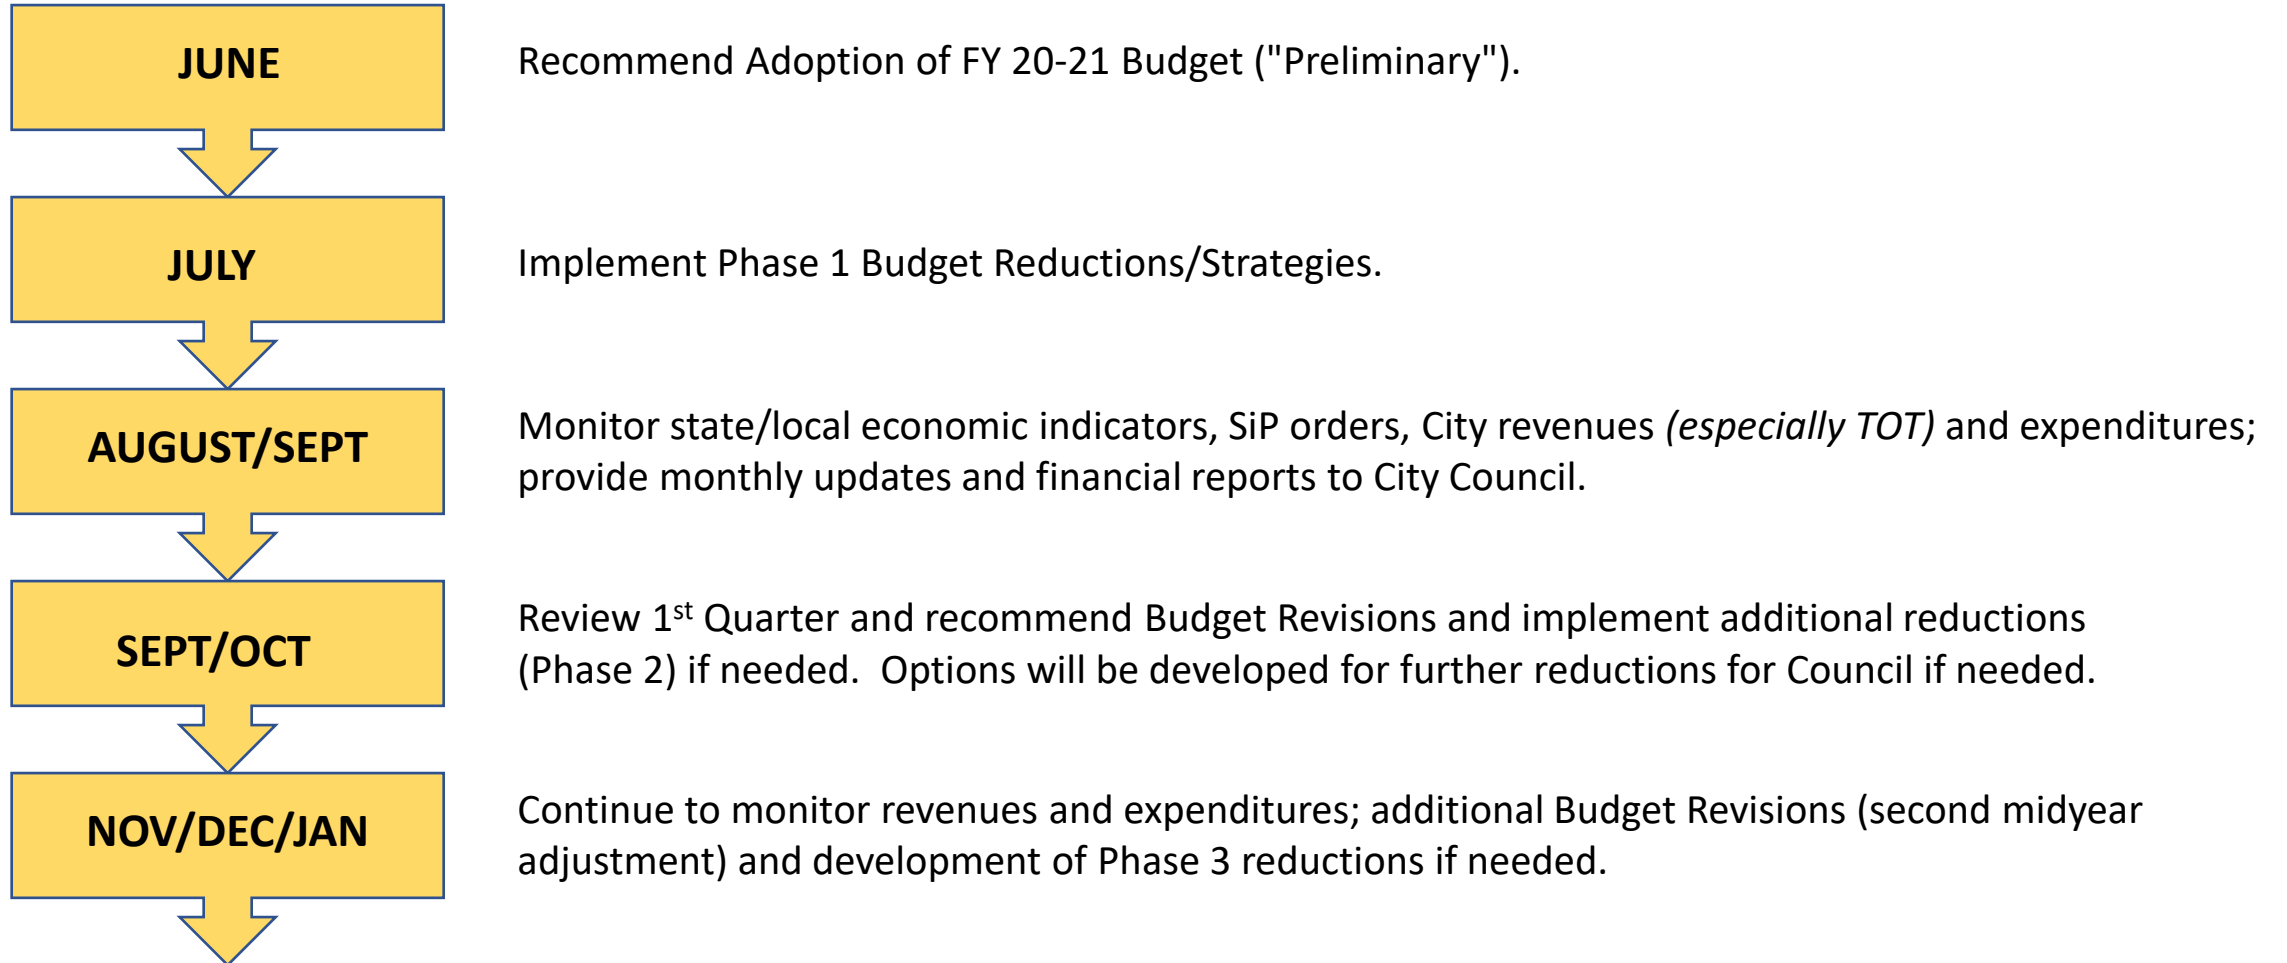 JUNE
Recommend Adoption of FY 20-21 Budget ("Preliminary").
JULY
Implement Phase 1 Budget Reductions/Strategies.
AUGUST/SEPT
Monitor state/local economic indicators, SiP orders, City revenues (especially TOT) and expenditures;
provide monthly updates and financial reports to City Council.
SEPT/OCT
Review 1st Quarter and recommend Budget Revisions and implement additional reductions
(Phase 2) if needed.  Options will be developed for further reductions for Council if needed.
NOV/DEC/JAN
Continue to monitor revenues and expenditures; additional Budget Revisions (second midyear
adjustment) and development of Phase 3 reductions if needed.